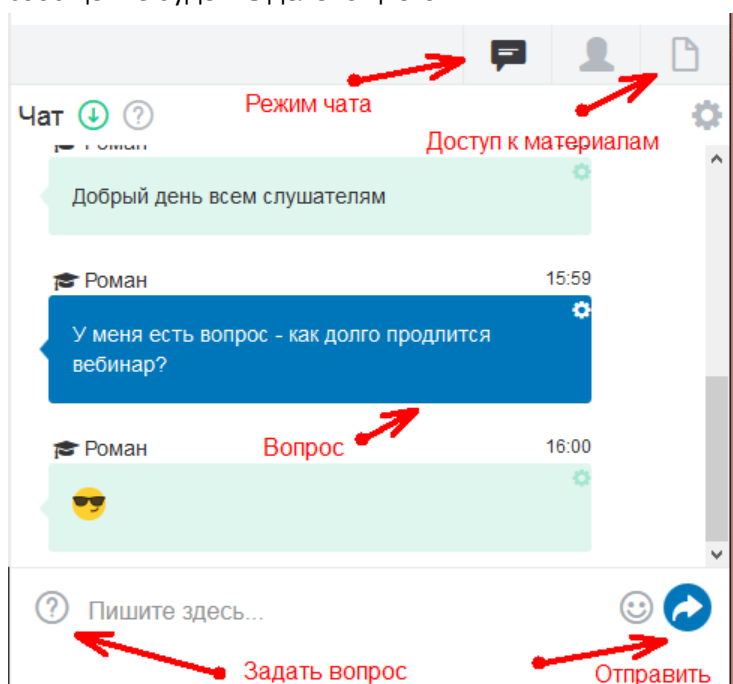 Режим чата
Чат
Доступ к материалам
Роман
Добрый день всем слушателям
Роман 15:59
У меня есть вопрос - как долго продлится
вебинар?
Вопрос
Роман 16:00
Пишите здесь...
Задать вопрос
Отправить